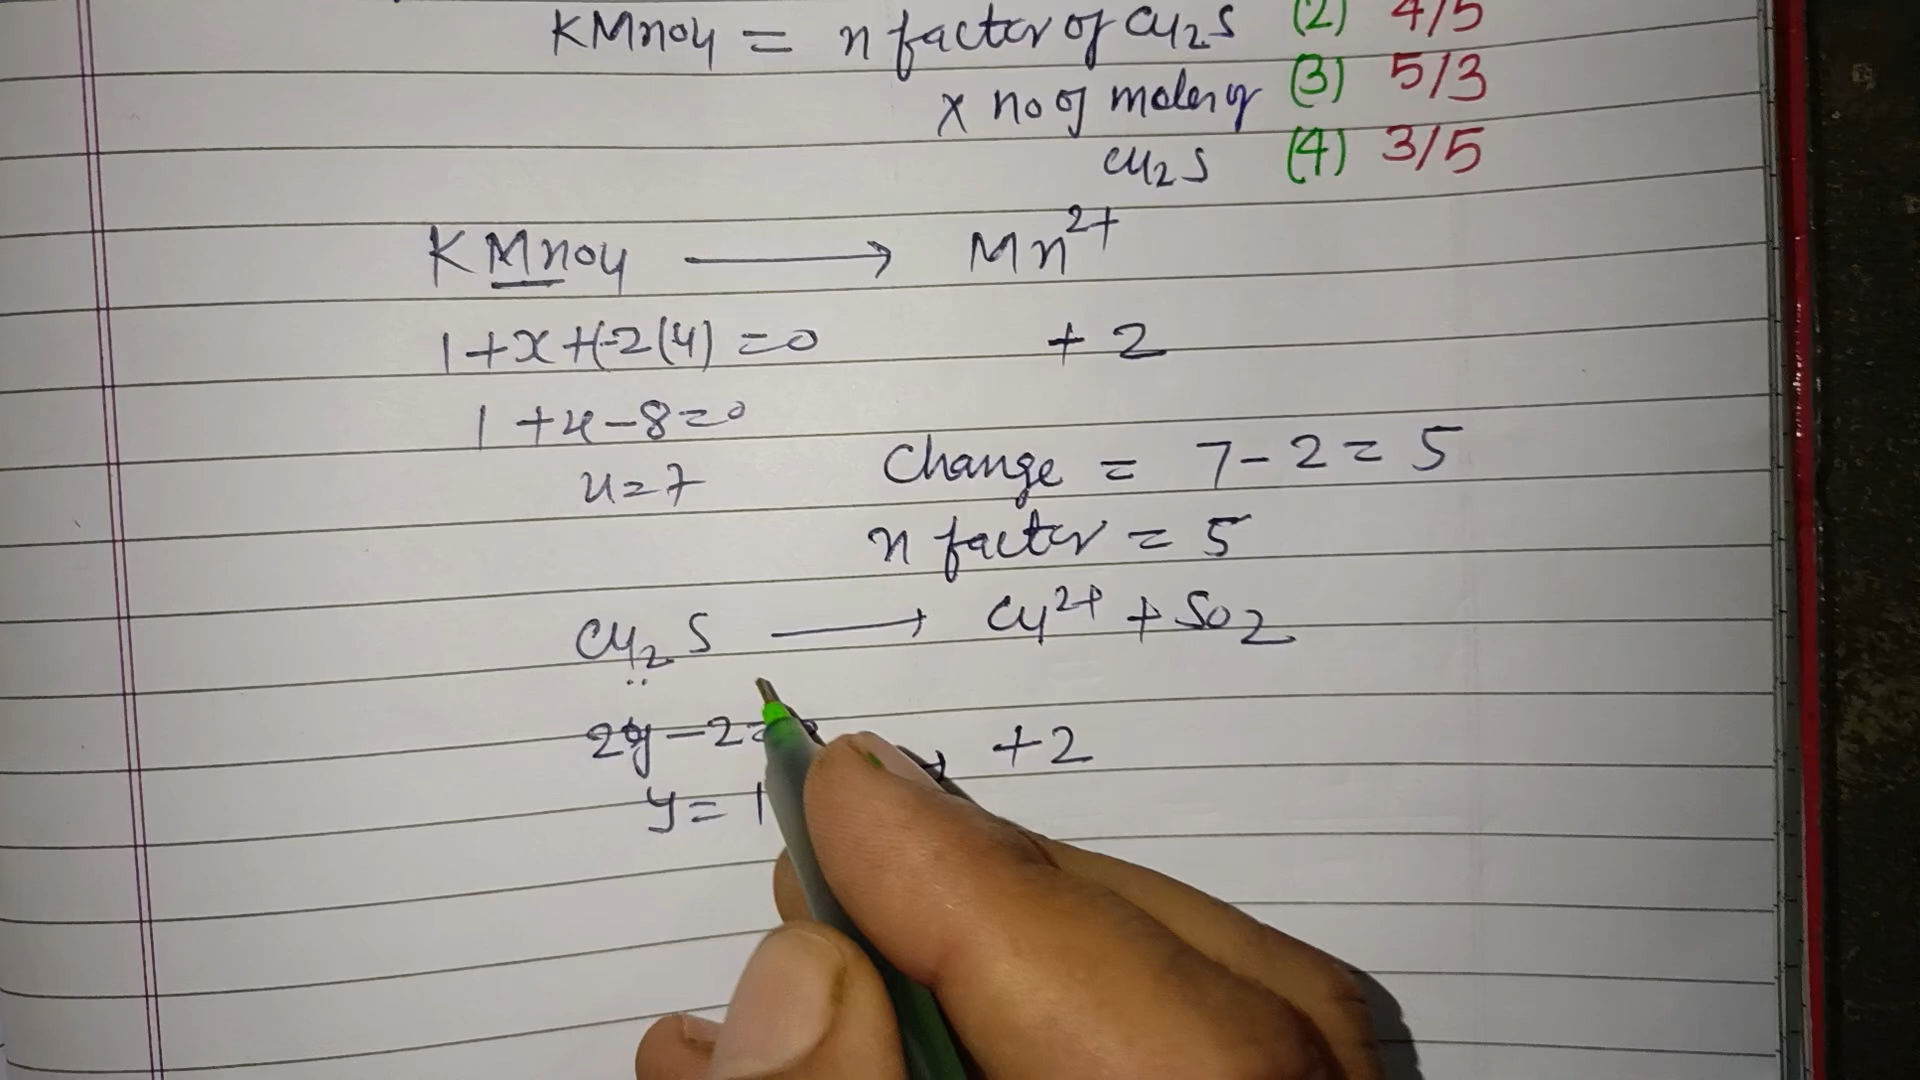 KMnO4 = n factor of Cu2S (2) 4/5
x no of moles of (3) 5/3
Cu2S (4) 3/5
KMnO4 → Mn2+
1+x+(-2(4)=0 +2
1+x-8=0
x=7 Change = 7-2=5
n factor = 5
Cu2S → Cu2+ + SO2
2y-2= +2
y=1